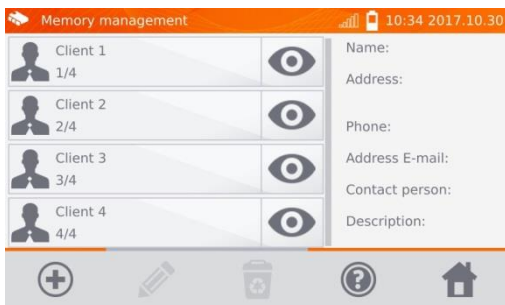 Memory management
10:34 2017.10.30
Client 1
1/4
Client 2
2/4
Client 3
3/4
Client 4
4/4
Name:
Address:
Phone:
Address E-mail:
Contact person:
Description: